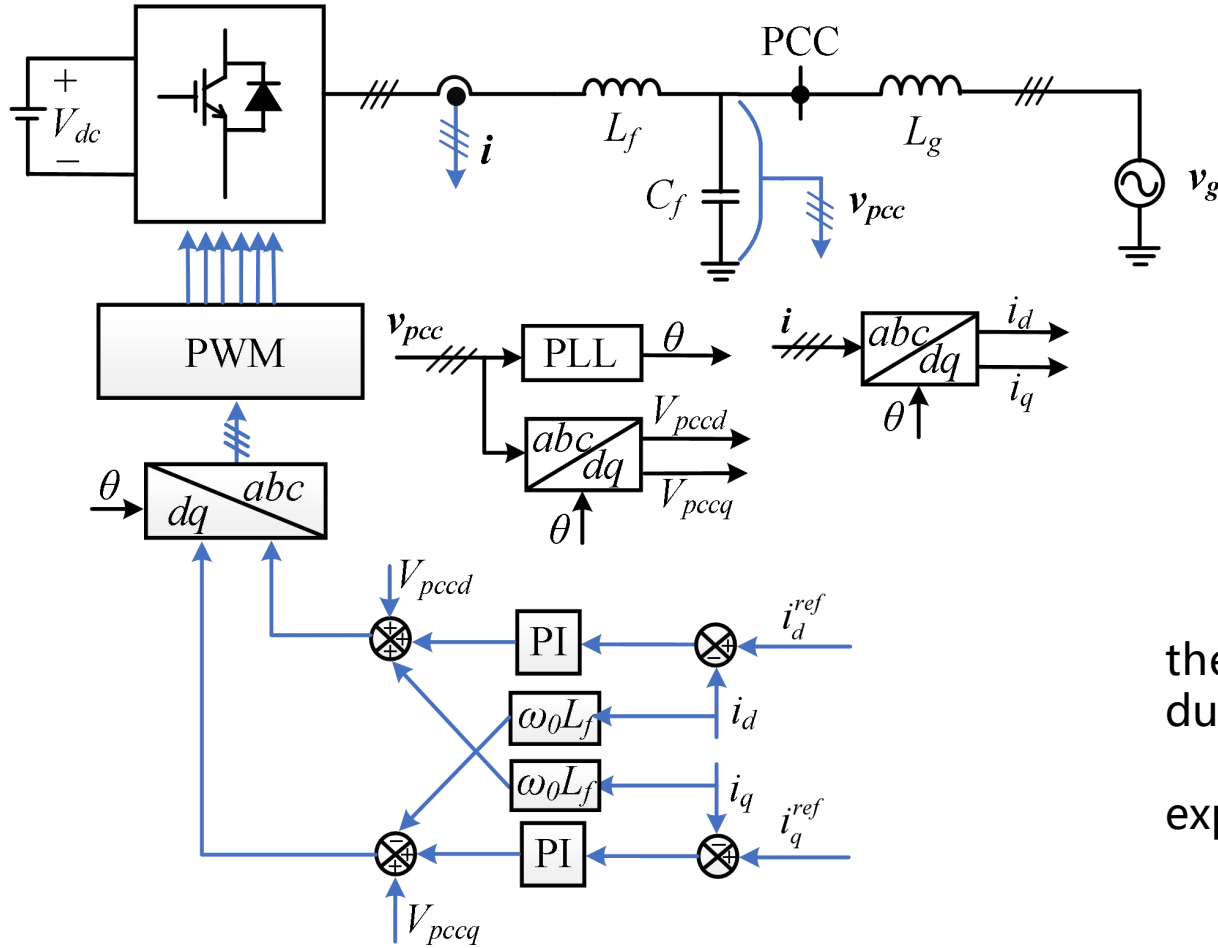 PCC
+
V_dc
−
i
L_f
L_g
C_f
v_pcc
v_g
PWM
v_pcc
PLL
θ
i
abc
dq
i_d
i_q
θ
abc
dq
V_pccd
V_pccq
θ
θ
abc
dq
V_pccd
+
+
+
PI
−
+
i_d^ref
ω_0L_f
i_d
ω_0L_f
i_q
−
+
+
PI
−
+
i_q^ref
V_pccq
the
du
exp